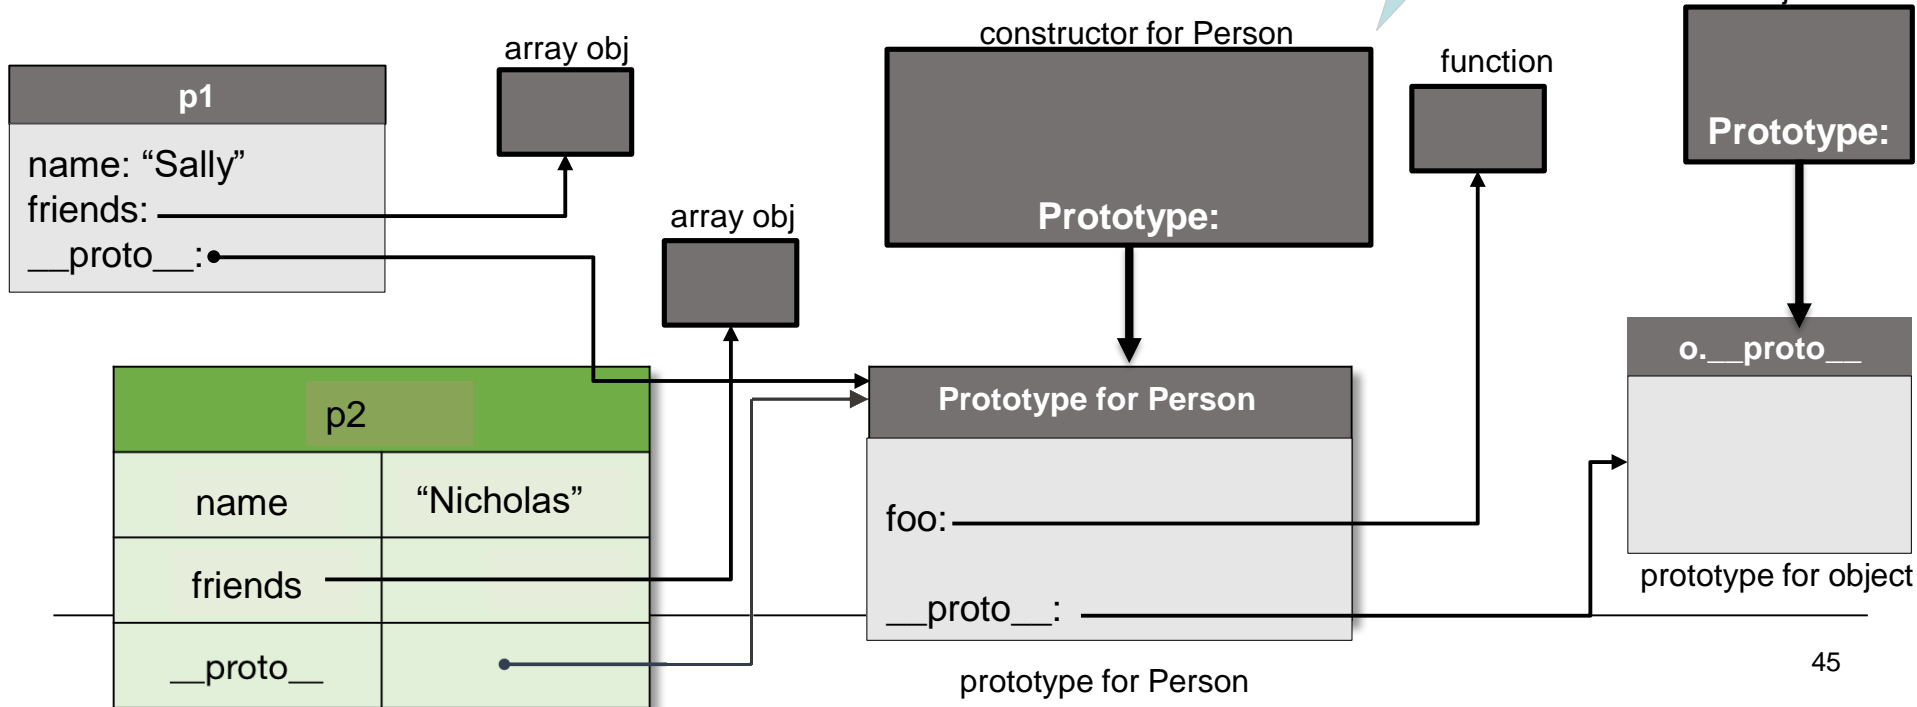 constructor for Person
array obj
function
p1
Prototype:
name: “Sally”
friends:
__proto__:
array obj
Prototype:
o.__proto__
p2
Prototype for Person
name
“Nicholas”
foo:
friends
prototype for object
__proto__:
__proto__
45
prototype for Person